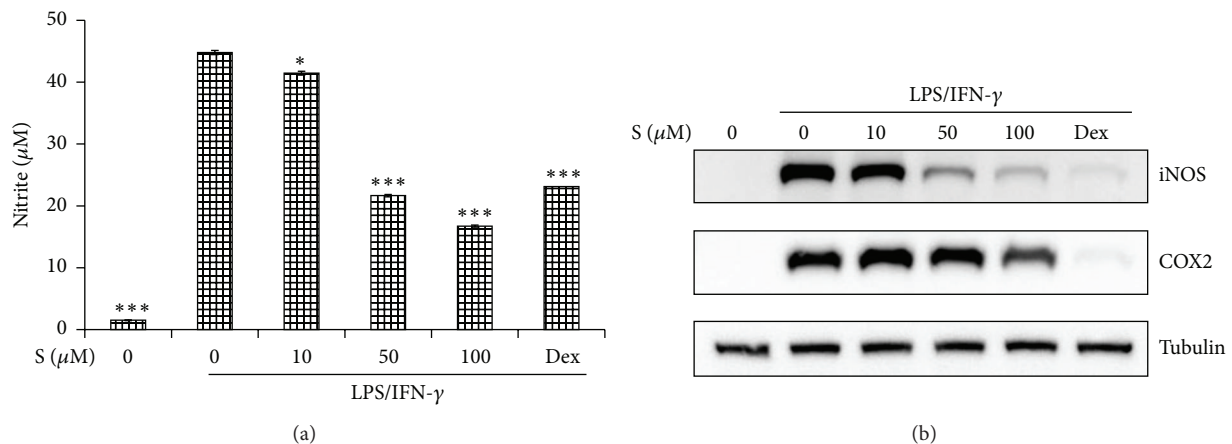 50
40
30
20
10
0
Nitrite (μM)
***
*
***
***
***
S (μM) 0 0 10 50 100 Dex
LPS/IFN-γ
(a)
LPS/IFN-γ
S (μM) 0 0 10 50 100 Dex
iNOS
COX2
Tubulin
(b)